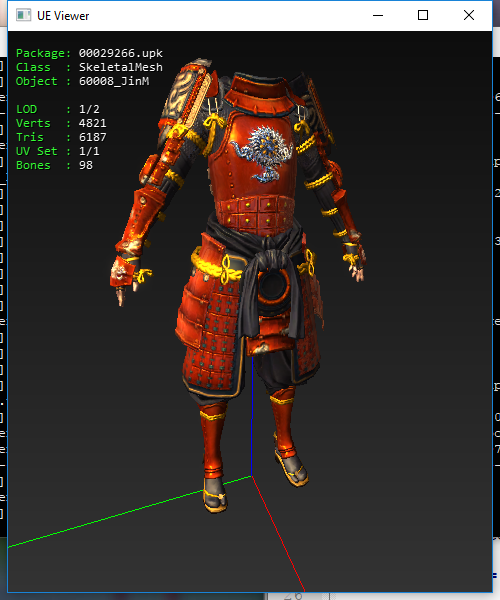 UE Viewer
Package: 00029266.upk
Class : SkeletalMesh
Object : 60008_JinM
LOD : 1/2
Verts : 4821
Tris : 6187
UV Set : 1/1
Bones : 98